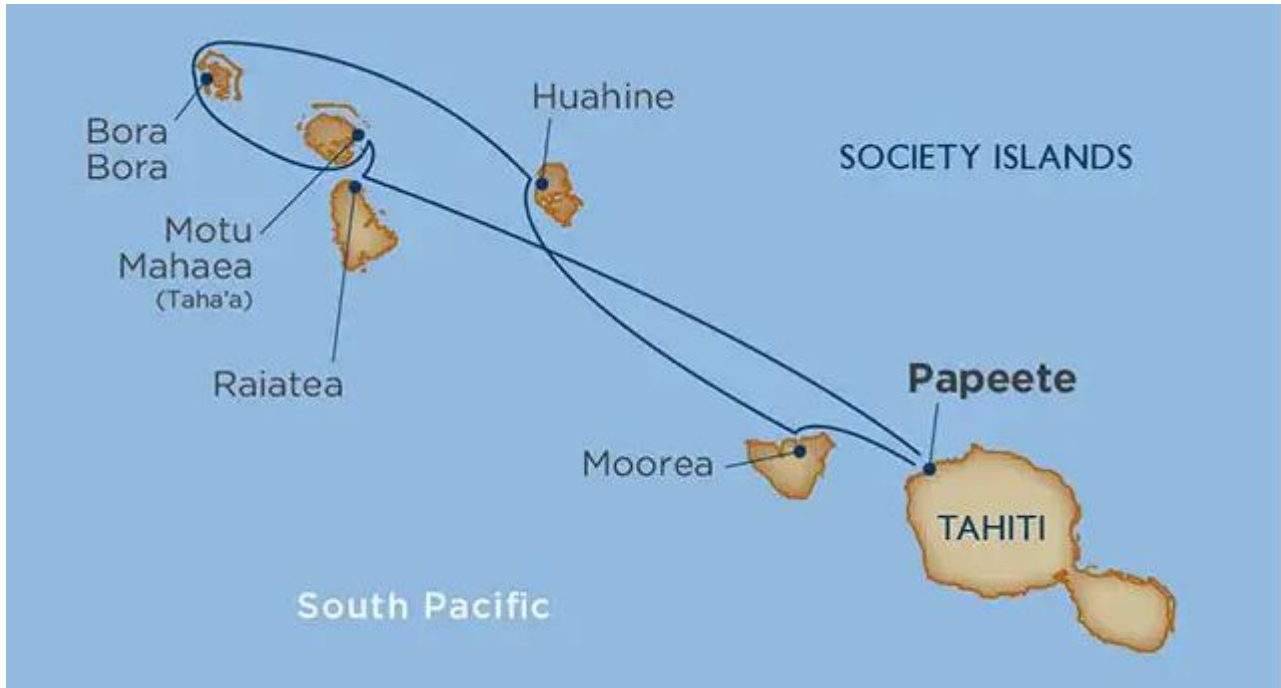 Huahine
Bora
Bora
SOCIETY ISLANDS
Motu
Mahaea
(Taha'a)
Raiatea
Papeete
Moorea
TAHITI
South Pacific